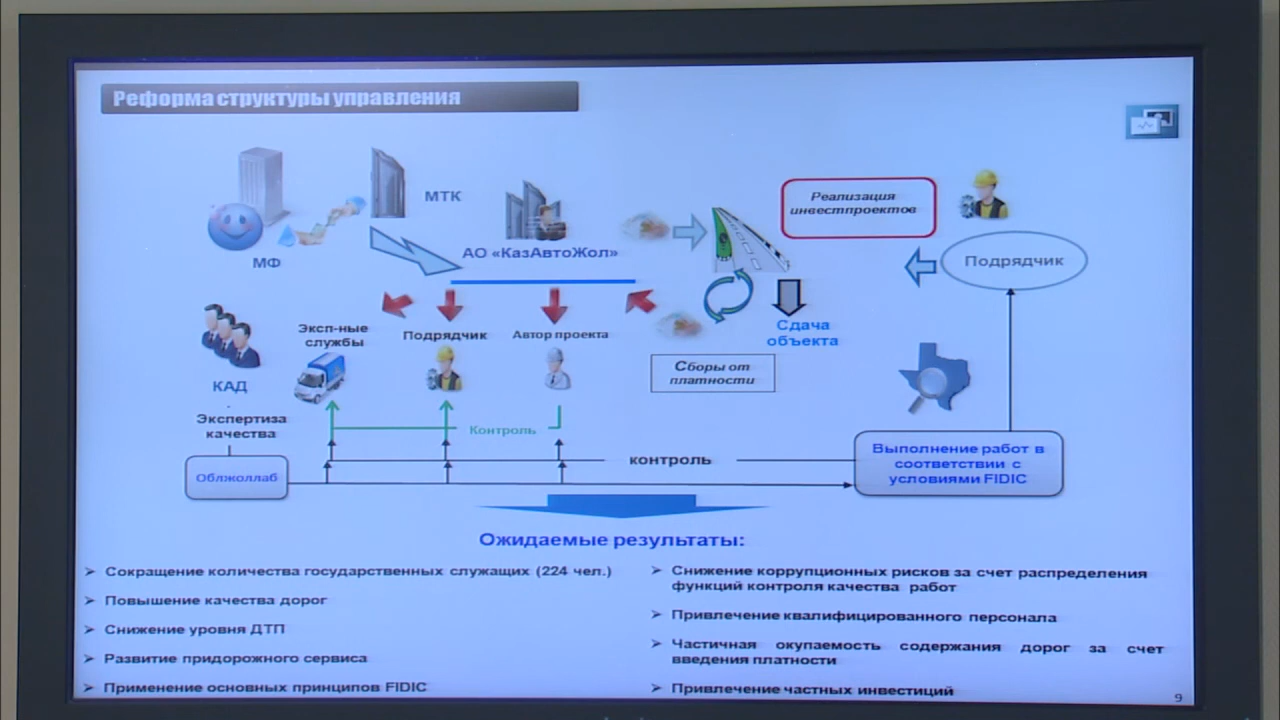 Реформа структуры управления
МТК
МФ
АО «КазАвтоЖол»
Реализация
инвестпроектов
Подрядчик
Эксп-ные
службы
Подрядчик
Автор проекта
Сдача
объекта
Сборы от
платности
КАД
Экспертиза
качества
Контроль
Облжоллаб
контроль
Выполнение работ в
соответствии с
условиями FIDIC
Ожидаемые результаты:
Сокращение количества государственных служащих (224 чел.)
Повышение качества дорог
Снижение уровня ДТП
Развитие придорожного сервиса
Применение основных принципов FIDIC
Снижение коррупционных рисков за счет распределения
функций контроля качества работ
Привлечение квалифицированного персонала
Частичная окупаемость содержания дорог за счет
введения платности
Привлечение частных инвестиций
9